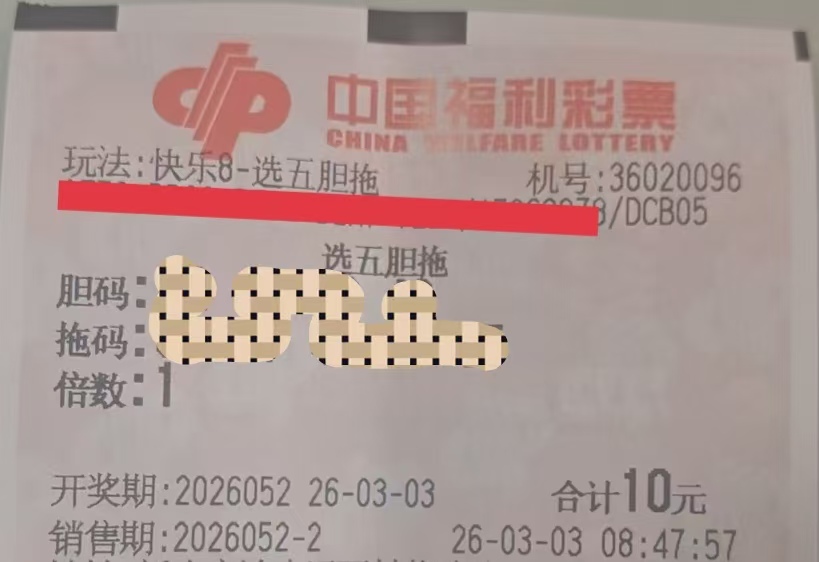 中国福利彩票
CHINA WELFARE LOTTERY
玩法:快乐8-选五胆拖 机号:36020096
/DCB05
选五胆拖
胆码:
拖码:
倍数:1
开奖期:2026052 26-03-03 合计10元
销售期:2026052-2 26-03-03 08:47:57